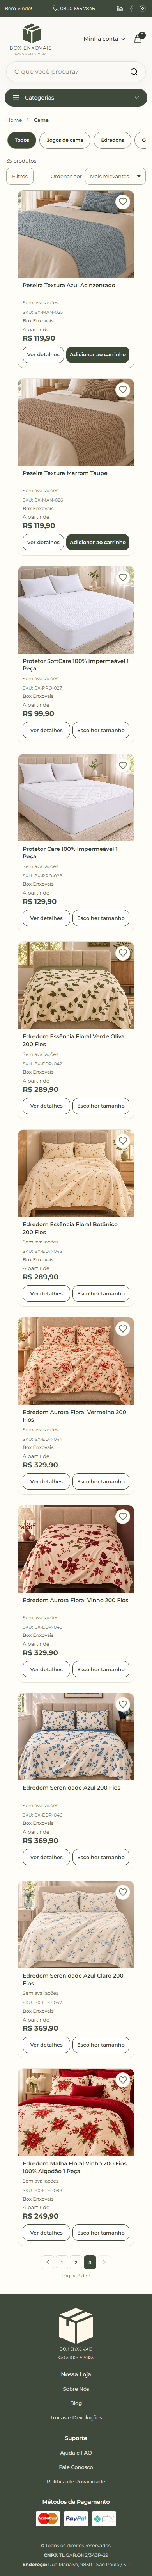 Bem-vindo!
0800 656 7846
BOX ENXOVAIS
CASA BEM VIVIDA
Minha conta
0
O que você procura?
Categorias
Home > Cama
Todos
Jogos de cama
Edredons
35 produtos
Filtros
Ordenar por
Mais relevantes
Peseira Textura Azul Acinzentado
Sem avaliações
SKU: BX-MAN-025
Box Enxovais
A partir de
R$ 119,90
Ver detalhes
Adicionar ao carrinho
Peseira Textura Marrom Taupe
Sem avaliações
SKU: BX-MAN-026
Box Enxovais
A partir de
R$ 119,90
Ver detalhes
Adicionar ao carrinho
Protetor SoftCare 100% Impermeável 1
Peça
Sem avaliações
SKU: BX-PRO-027
Box Enxovais
A partir de
R$ 99,90
Ver detalhes
Escolher tamanho
Protetor Care 100% Impermeável 1
Peça
Sem avaliações
SKU: BX-PRO-028
Box Enxovais
A partir de
R$ 129,90
Ver detalhes
Escolher tamanho
Edredom Essência Floral Verde Oliva
200 Fios
Sem avaliações
SKU: BX-EDR-042
Box Enxovais
A partir de
R$ 289,90
Ver detalhes
Escolher tamanho
Edredom Essência Floral Botânico
200 Fios
Sem avaliações
SKU: BX-EDR-043
Box Enxovais
A partir de
R$ 289,90
Ver detalhes
Escolher tamanho
Edredom Aurora Floral Vermelho 200
Fios
Sem avaliações
SKU: BX-EDR-044
Box Enxovais
A partir de
R$ 329,90
Ver detalhes
Escolher tamanho
Edredom Aurora Floral Vinho 200 Fios
Sem avaliações
SKU: BX-EDR-045
Box Enxovais
A partir de
R$ 329,90
Ver detalhes
Escolher tamanho
Edredom Serenidade Azul 200 Fios
Sem avaliações
SKU: BX-EDR-046
Box Enxovais
A partir de
R$ 369,90
Ver detalhes
Escolher tamanho
Edredom Serenidade Azul Claro 200
Fios
Sem avaliações
SKU: BX-EDR-047
Box Enxovais
A partir de
R$ 369,90
Ver detalhes
Escolher tamanho
Edredom Malha Floral Vinho 200 Fios
100% Algodão 1 Peça
Sem avaliações
SKU: BX-EDR-098
Box Enxovais
A partir de
R$ 249,90
Ver detalhes
Escolher tamanho
1
2
3
Página 3 de 3
BOX ENXOVAIS
CASA BEM VIVIDA
Nossa Loja
Sobre Nós
Blog
Trocas e Devoluções
Suporte
Ajuda e FAQ
Fale Conosco
Política de Privacidade
Métodos de Pagamento
MasterCard
PayPal
pix
© Todos os direitos reservados.
CNPJ: TL.GAR.OHS/3A3P-29
Endereço: Rua Marselva, 9850 - São Paulo / SP